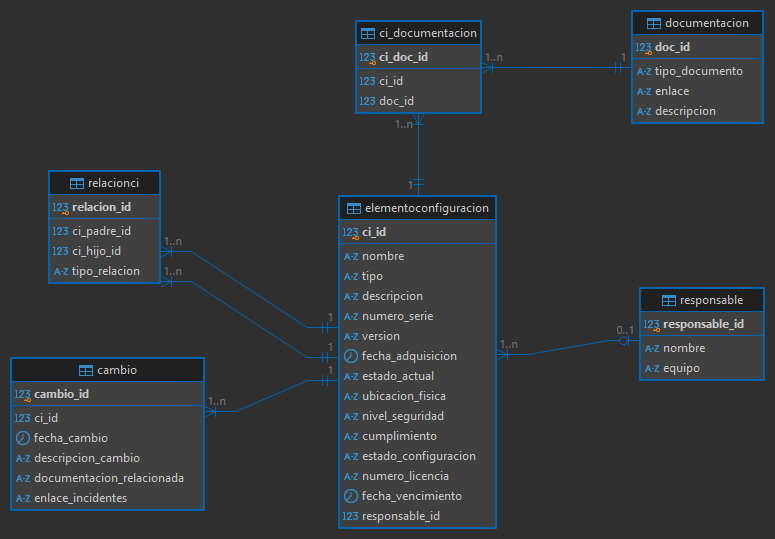 ci_documentacion
123 ci_doc_id
123 ci_id
123 doc_id
1..n
1
documentacion
123 doc_id
A-Z tipo_documento
A-Z enlace
A-Z descripcion
1..n
1
relacionci
123 relacion_id
123 ci_padre_id
123 ci_hijo_id
A-Z tipo_relacion
1..n
1..n
1
1
1
elementoconfiguracion
123 ci_id
A-Z nombre
A-Z tipo
A-Z descripcion
A-Z numero_serie
A-Z version
fecha_adquisicion
A-Z estado_actual
A-Z ubicacion_fisica
A-Z nivel_seguridad
A-Z cumplimiento
A-Z estado_configuracion
A-Z numero_licencia
fecha_vencimiento
123 responsable_id
1..n
0..1
responsable
123 responsable_id
A-Z nombre
A-Z equipo
cambio
123 cambio_id
123 ci_id
fecha_cambio
A-Z descripcion_cambio
A-Z documentacion_relacionada
A-Z enlace_incidentes
1..n